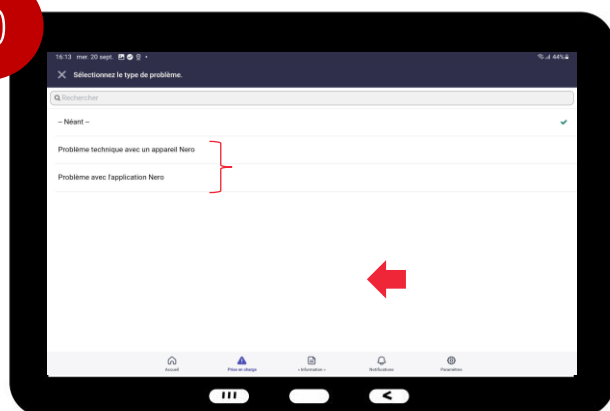 16:13 mer. 20 sept.
44%
Sélectionnez le type de problème.
Rechercher
-- Néant --
Problème technique avec un appareil Nero
Problème avec l'application Nero
Accueil
Prise en charge
« Information »
Notifications
Paramètres